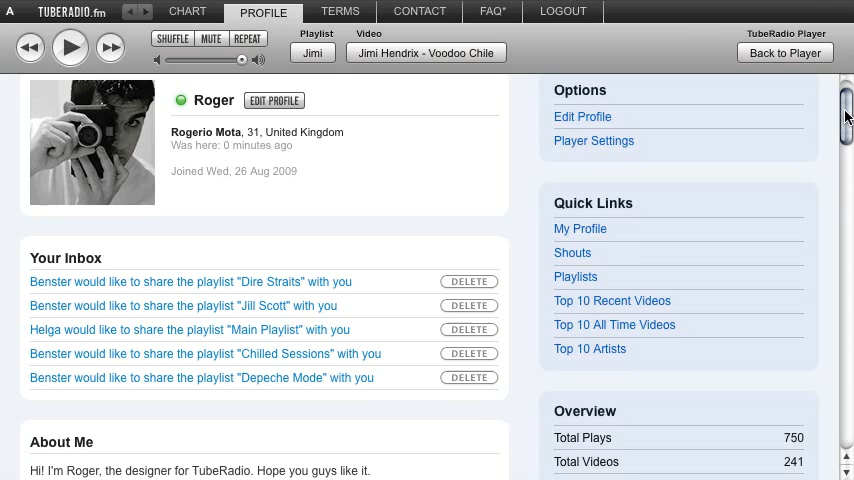 A TUBERADIO.fm CHART PROFILE TERMS CONTACT FAQ* LOGOUT
SHUFFLE MUTE REPEAT
Playlist
Jimi
Video
Jimi Hendrix - Voodoo Chile
TubeRadio Player
Back to Player
Roger EDIT PROFILE
Rogerio Mota, 31, United Kingdom
Was here: 0 minutes ago
Joined Wed, 26 Aug 2009
Your Inbox
Benster would like to share the playlist "Dire Straits" with you DELETE
Benster would like to share the playlist "Jill Scott" with you DELETE
Helga would like to share the playlist "Main Playlist" with you DELETE
Benster would like to share the playlist "Chilled Sessions" with you DELETE
Benster would like to share the playlist "Depeche Mode" with you DELETE
About Me
Hi! I'm Roger, the designer for TubeRadio. Hope you guys like it.
Options
Edit Profile
Player Settings
Quick Links
My Profile
Shouts
Playlists
Top 10 Recent Videos
Top 10 All Time Videos
Top 10 Artists
Overview
Total Plays 750
Total Videos 241